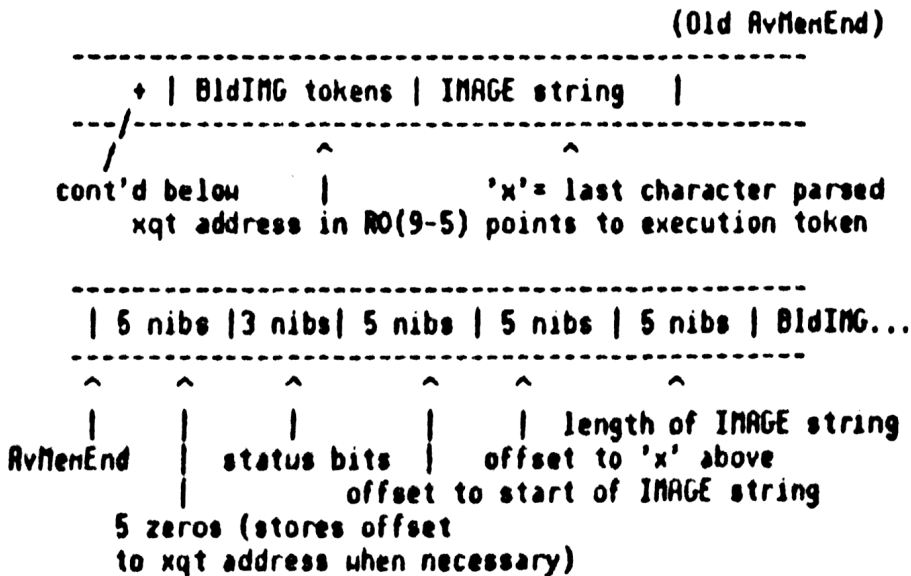 (Old AvMemEnd)
+ | BldIMG tokens | IMAGE string |
cont'd below | 'x'= last character parsed
xqt address in R0(9-5) points to execution token
| 5 nibs |3 nibs| 5 nibs | 5 nibs | 5 nibs | BldIMG...
| | | | | length of IMAGE string
AvMemEnd | status bits | offset to 'x' above
| offset to start of IMAGE string
5 zeros (stores offset
to xqt address when necessary)